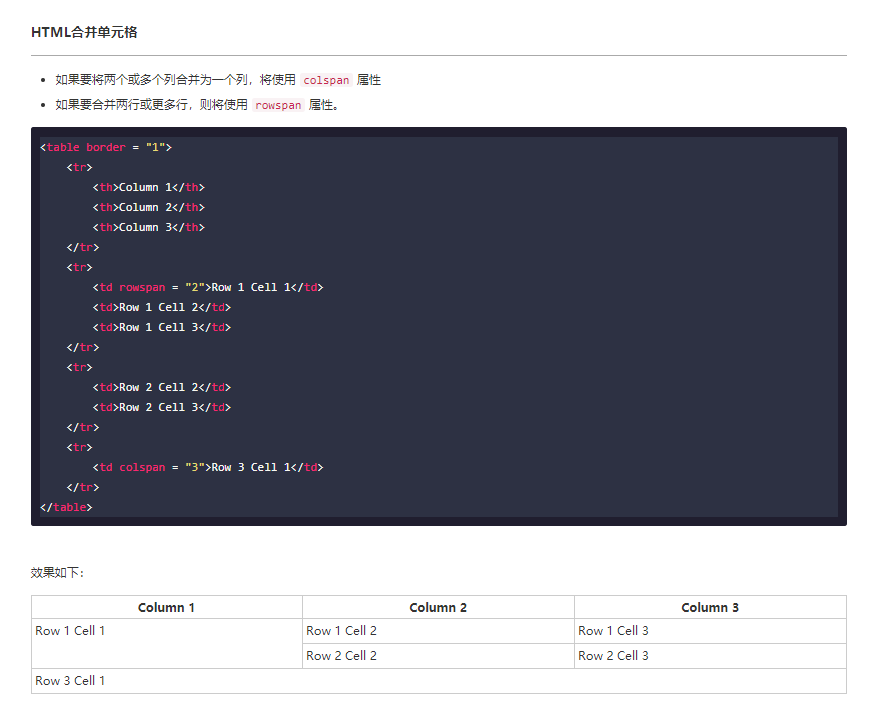 HTML合并单元格
如果要将两个或多个列合并为一个列，将使用 colspan 属性
如果要合并两行或更多行，则将使用 rowspan 属性。
<table border = "1">
    <tr>
        <th>Column 1</th>
        <th>Column 2</th>
        <th>Column 3</th>
    </tr>
    <tr>
        <td rowspan = "2">Row 1 Cell 1</td>
        <td>Row 1 Cell 2</td>
        <td>Row 1 Cell 3</td>
    </tr>
    <tr>
        <td>Row 2 Cell 2</td>
        <td>Row 2 Cell 3</td>
    </tr>
    <tr>
        <td colspan = "3">Row 3 Cell 1</td>
    </tr>
</table>
效果如下：
Column 1 Column 2 Column 3
Row 1 Cell 1 Row 1 Cell 2 Row 1 Cell 3
Row 2 Cell 2 Row 2 Cell 3
Row 3 Cell 1